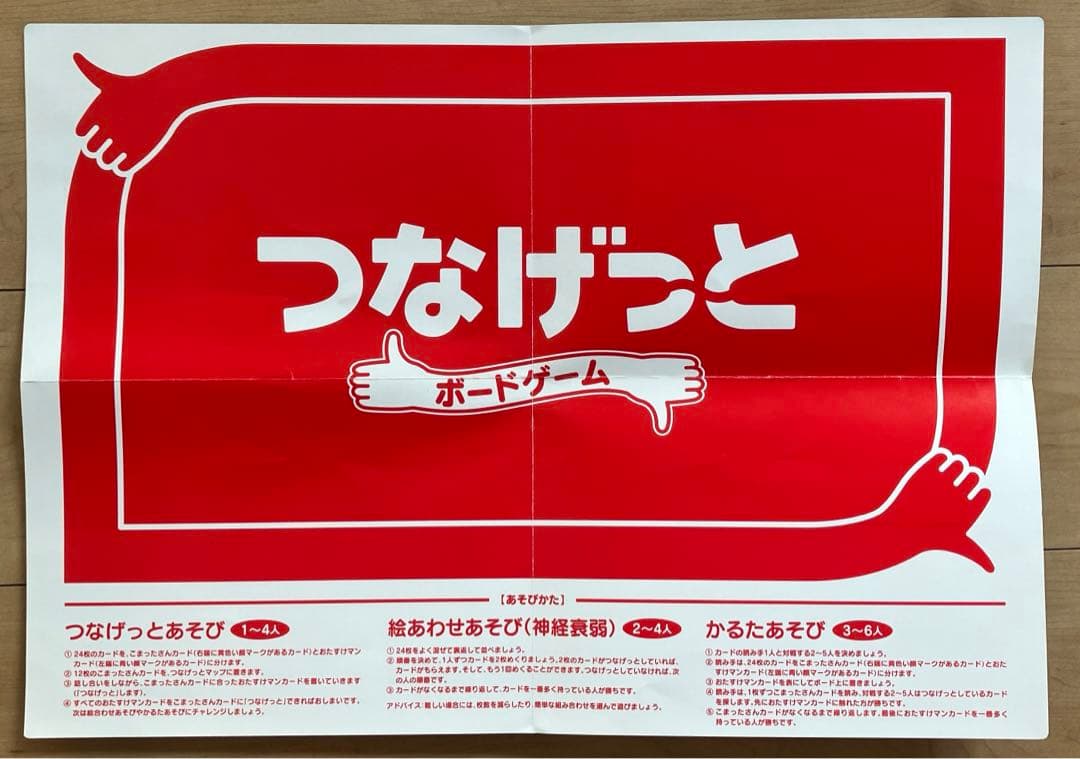 つなげっと
ボードゲーム
【あそびかた】
つなげっとあそび 1〜4人
① 24枚のカードを、こまったさんカード(右端に黄色い顔マークがあるカード)とおたすけマン
カード(左端に青い顔マークがあるカード)に分けます。
② 12枚のこまったさんカードを、つなげっとマップに置きます。
③ 話し合いをしながら、こまったさんカードに合ったおたすけマンカードを置いていきます
(「つなげっと」します)。
④ すべてのおたすけマンカードをこまったさんカードに「つなげっと」できればおしまいです。
次は絵合わせあそびやかるたあそびにチャレンジしましょう。
絵あわせあそび(神経衰弱) 2〜4人
① 24枚をよく混ぜて裏返して並べましょう。
② 順番を決めて、1人ずつカードを2枚めくりましょう。2枚のカードがつなげっとしていれば、
カードがもらえます。そして、もう1回めくることができます。つなげっとしていなければ、次
の人の順番です。
③ カードがなくなるまで繰り返して、カードを一番多く持っている人が勝ちです。
アドバイス:難しい場合には、枚数を減らしたり、簡単な組み合わせを選んで遊びましょう。
かるたあそび 3〜6人
① カードの読み手1人と対戦する2〜5人を決めましょう。
② 読み手は、24枚のカードをこまったさんカード(右端に黄色い顔マークがあるカード)とおた
すけマンカード(左端に青い顔マークがあるカード)に分けます。
③ おたすけマンカードを表にしてボード上に置きましょう。
④ 読み手は、1枚ずつこまったさんカードを読み、対戦する2〜5人はつなげっとしているカード
を探します。先におたすけマンカードに触れた方が勝ちです。
⑤ こまったさんカードがなくなるまで繰り返します。最後におたすけマンカードを一番多く
持っている人が勝ちです。